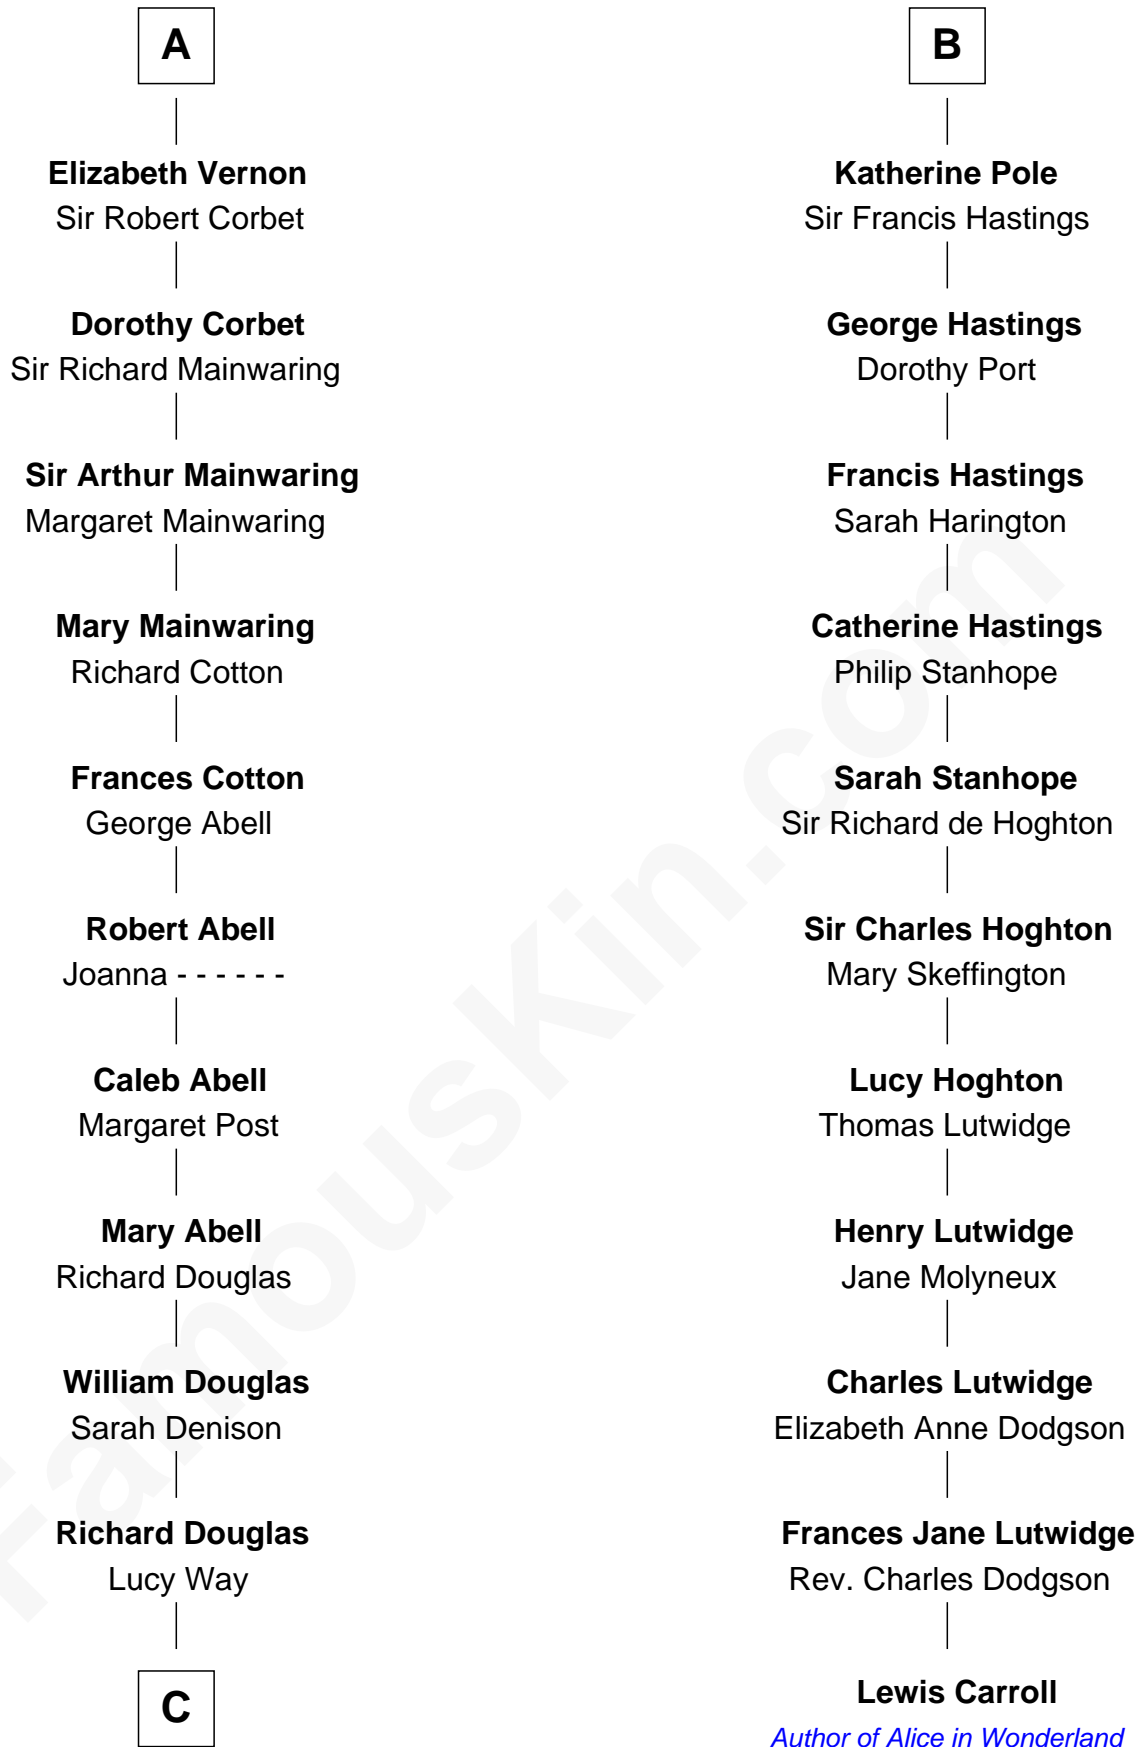 A
Elizabeth Vernon
Sir Robert Corbet
Dorothy Corbet
Sir Richard Mainwaring
Sir Arthur Mainwaring
Margaret Mainwaring
Mary Mainwaring
Richard Cotton
Frances Cotton
George Abell
Robert Abell
Joanna - - - - - -
Caleb Abell
Margaret Post
Mary Abell
Richard Douglas
William Douglas
Sarah Denison
Richard Douglas
Lucy Way
C
B
Katherine Pole
Sir Francis Hastings
George Hastings
Dorothy Port
Francis Hastings
Sarah Harington
Catherine Hastings
Philip Stanhope
Sarah Stanhope
Sir Richard de Hoghton
Sir Charles Hoghton
Mary Skeffington
Lucy Hoghton
Thomas Lutwidge
Henry Lutwidge
Jane Molyneux
Charles Lutwidge
Elizabeth Anne Dodgson
Frances Jane Lutwidge
Rev. Charles Dodgson
Lewis Carroll
Author of Alice in Wonderland
FamousKin.com